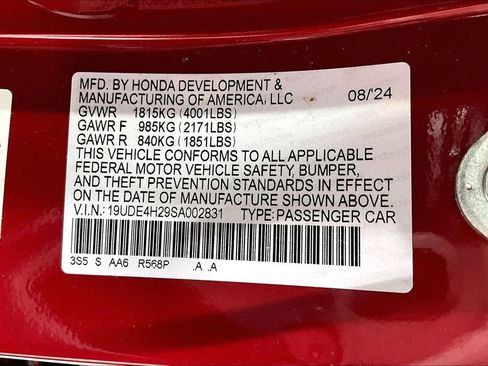 MFD. BY HONDA DEVELOPMENT &
MANUFACTURING OF AMERICA, LLC 08/24
GVWR 1815KG (4001LBS)
GAWR F 985KG (2171LBS)
GAWR R 840KG (1851LBS)
THIS VEHICLE CONFORMS TO ALL APPLICABLE
FEDERAL MOTOR VEHICLE SAFETY, BUMPER,
AND THEFT PREVENTION STANDARDS IN EFFECT
ON THE DATE OF MANUFACTURE SHOWN ABOVE.
V.I.N.: 19UDE4H29SA002831 TYPE: PASSENGER CAR
3S5 S AA6 R568P .A .A